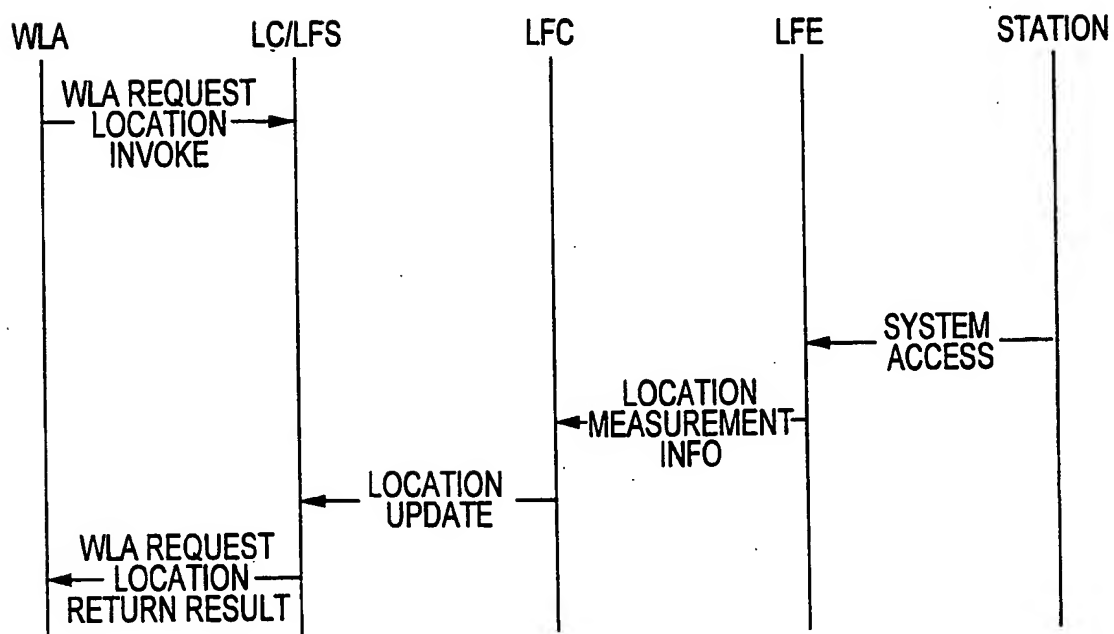 WLA LC/LFS LFC LFE STATION
WLA REQUEST
LOCATION
INVOKE
SYSTEM
ACCESS
LOCATION
MEASUREMENT
INFO
LOCATION
UPDATE
WLA REQUEST
LOCATION
RETURN RESULT